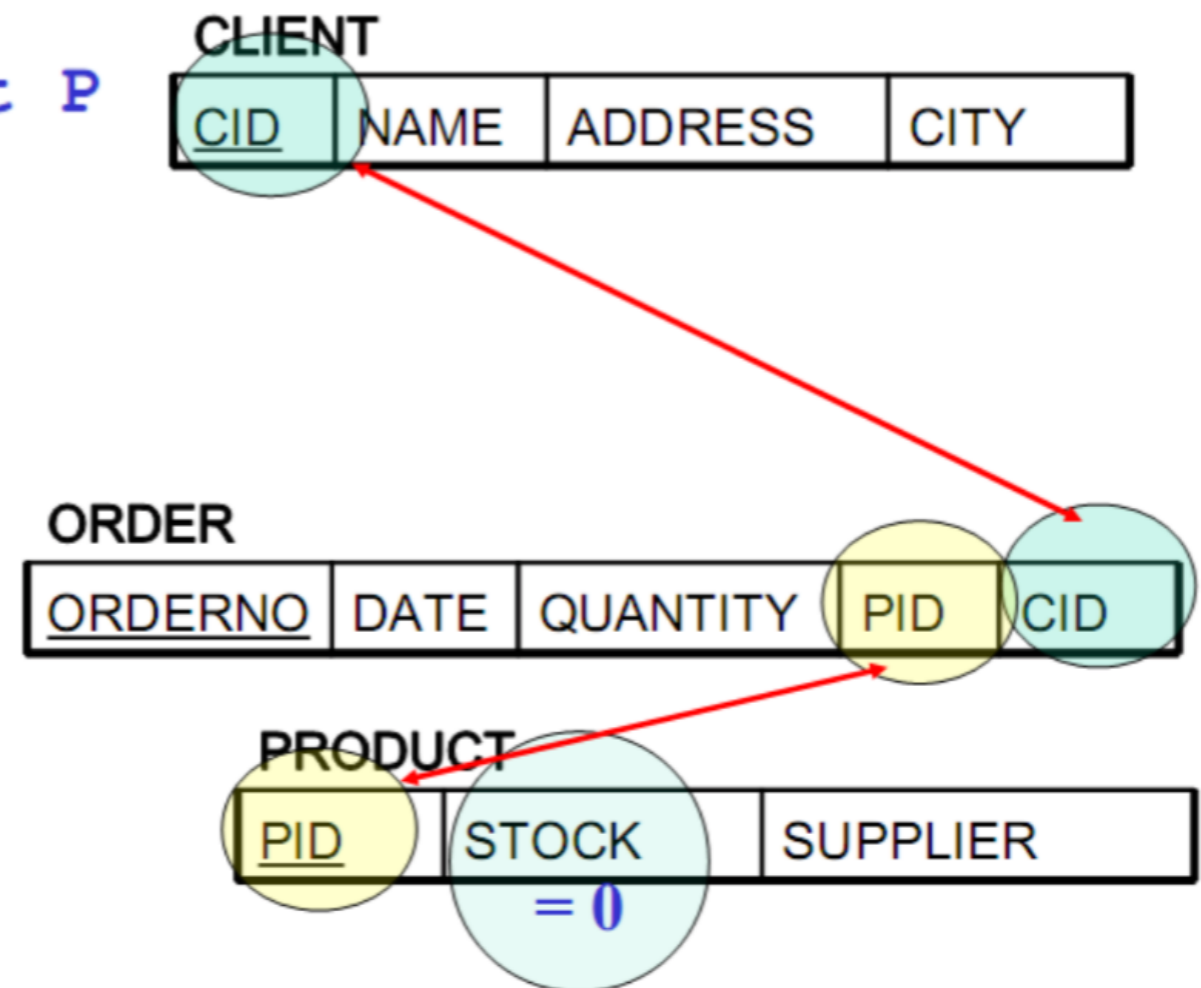 CLIENT
P
CID NAME ADDRESS CITY
ORDER
ORDERNO DATE QUANTITY PID CID
PRODUCT
PID STOCK SUPPLIER
= 0